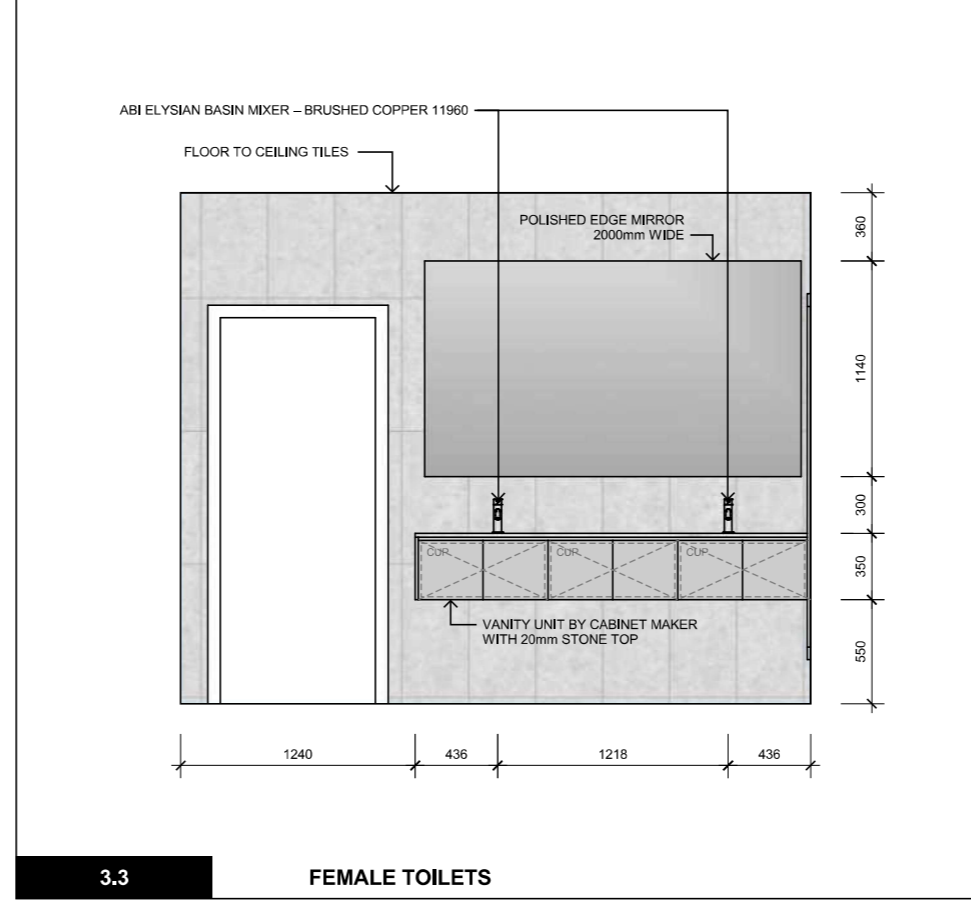 ABI ELYSIAN BASIN MIXER – BRUSHED COPPER 11960
FLOOR TO CEILING TILES
POLISHED EDGE MIRROR
2000mm WIDE
360
1140
300
350
550
CUP
CUP
CUP
VANITY UNIT BY CABINET MAKER
WITH 20mm STONE TOP
1240
436
1218
436
3.3
FEMALE TOILETS